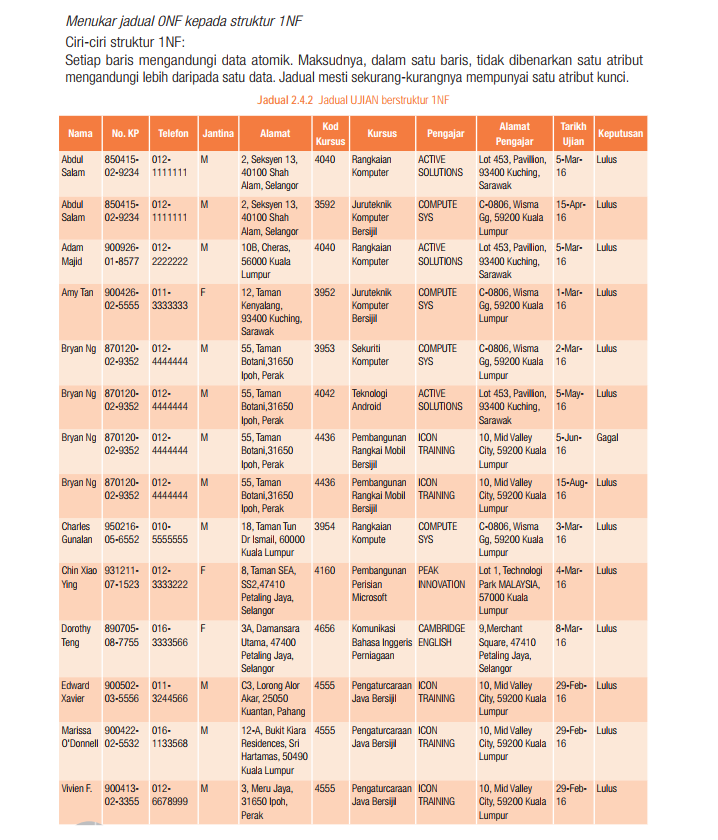 Menukar jadual 0NF kepada struktur 1NF
Ciri-ciri struktur 1NF:
Setiap baris mengandungi data atomik. Maksudnya, dalam satu baris, tidak dibenarkan satu atribut
mengandungi lebih daripada satu data. Jadual mesti sekurang-kurangnya mempunyai satu atribut kunci.
Jadual 2.4.2 Jadual UJIAN berstruktur 1NF
Nama No. KP Telefon Jantina Alamat Kod Kursus Kursus Pengajar Alamat Pengajar Tarikh Ujian Keputusan
Abdul Salam 850415-02-9234 012-1111111 M 2, Seksyen 13, 40100 Shah Alam, Selangor 4040 Rangkaian Komputer ACTIVE SOLUTIONS Lot 453, Pavillion, 93400 Kuching, Sarawak 5-Mar-16 Lulus
Abdul Salam 850415-02-9234 012-1111111 M 2, Seksyen 13, 40100 Shah Alam, Selangor 3592 Juruteknik Komputer Bersijil COMPUTE SYS C-0806, Wisma Gg, 59200 Kuala Lumpur 15-Apr-16 Lulus
Adam Majid 900926-01-8577 012-2222222 M 10B, Cheras, 56000 Kuala Lumpur 4040 Rangkaian Komputer ACTIVE SOLUTIONS Lot 453, Pavillion, 93400 Kuching, Sarawak 5-Mar-16 Lulus
Amy Tan 900426-02-5555 011-3333333 F 12, Taman Kenyalang, 93400 Kuching, Sarawak 3952 Juruteknik Komputer Bersijil COMPUTE SYS C-0806, Wisma Gg, 59200 Kuala Lumpur 1-Mar-16 Lulus
Bryan Ng 870120-02-9352 012-4444444 M 55, Taman Botani,31650 Ipoh, Perak 3953 Sekuriti Komputer COMPUTE SYS C-0806, Wisma Gg, 59200 Kuala Lumpur 2-Mar-16 Lulus
Bryan Ng 870120-02-9352 012-4444444 M 55, Taman Botani,31650 Ipoh, Perak 4042 Teknologi Android ACTIVE SOLUTIONS Lot 453, Pavillion, 93400 Kuching, Sarawak 5-May-16 Lulus
Bryan Ng 870120-02-9352 012-4444444 M 55, Taman Botani,31650 Ipoh, Perak 4436 Pembangunan Rangkai Mobil Bersijil ICON TRAINING 10, Mid Valley City, 59200 Kuala Lumpur 5-Jun-16 Gagal
Bryan Ng 870120-02-9352 012-4444444 M 55, Taman Botani,31650 Ipoh, Perak 4436 Pembangunan Rangkai Mobil Bersijil ICON TRAINING 10, Mid Valley City, 59200 Kuala Lumpur 15-Aug-16 Lulus
Charles Gunalan 950216-05-6552 010-5555555 M 18, Taman Tun Dr Ismail, 60000 Kuala Lumpur 3954 Rangkaian Kompute COMPUTE SYS C-0806, Wisma Gg, 59200 Kuala Lumpur 3-Mar-16 Lulus
Chin Xiao Ying 931211-07-1523 012-3333222 F 8, Taman SEA, SS2,47410 Petaling Jaya, Selangor 4160 Pembangunan Perisian Microsoft PEAK INNOVATION Lot 1, Technologi Park MALAYSIA, 57000 Kuala Lumpur 4-Mar-16 Lulus
Dorothy Teng 890705-08-7755 016-3333566 F 3A, Damansara Utama, 47400 Petaling Jaya, Selangor 4656 Komunikasi Bahasa Inggeris Perniagaan CAMBRIDGE ENGLISH 9,Merchant Square, 47410 Petaling Jaya, Selangor 8-Mar-16 Lulus
Edward Xavier 900502-03-5556 011-3244566 M C3, Lorong Alor Akar, 25050 Kuantan, Pahang 4555 Pengaturcaraan Java Bersijil ICON TRAINING 10, Mid Valley City, 59200 Kuala Lumpur 29-Feb-16 Lulus
Marissa O'Donnell 900422-02-5532 016-1133568 M 12-A, Bukit Kiara Residences, Sri Hartamas, 50490 Kuala Lumpur 4555 Pengaturcaraan Java Bersijil ICON TRAINING 10, Mid Valley City, 59200 Kuala Lumpur 29-Feb-16 Lulus
Vivien F. 900413-02-3355 012-6678999 M 3, Meru Jaya, 31650 Ipoh, Perak 4555 Pengaturcaraan Java Bersijil ICON TRAINING 10, Mid Valley City, 59200 Kuala Lumpur 29-Feb-16 Lulus